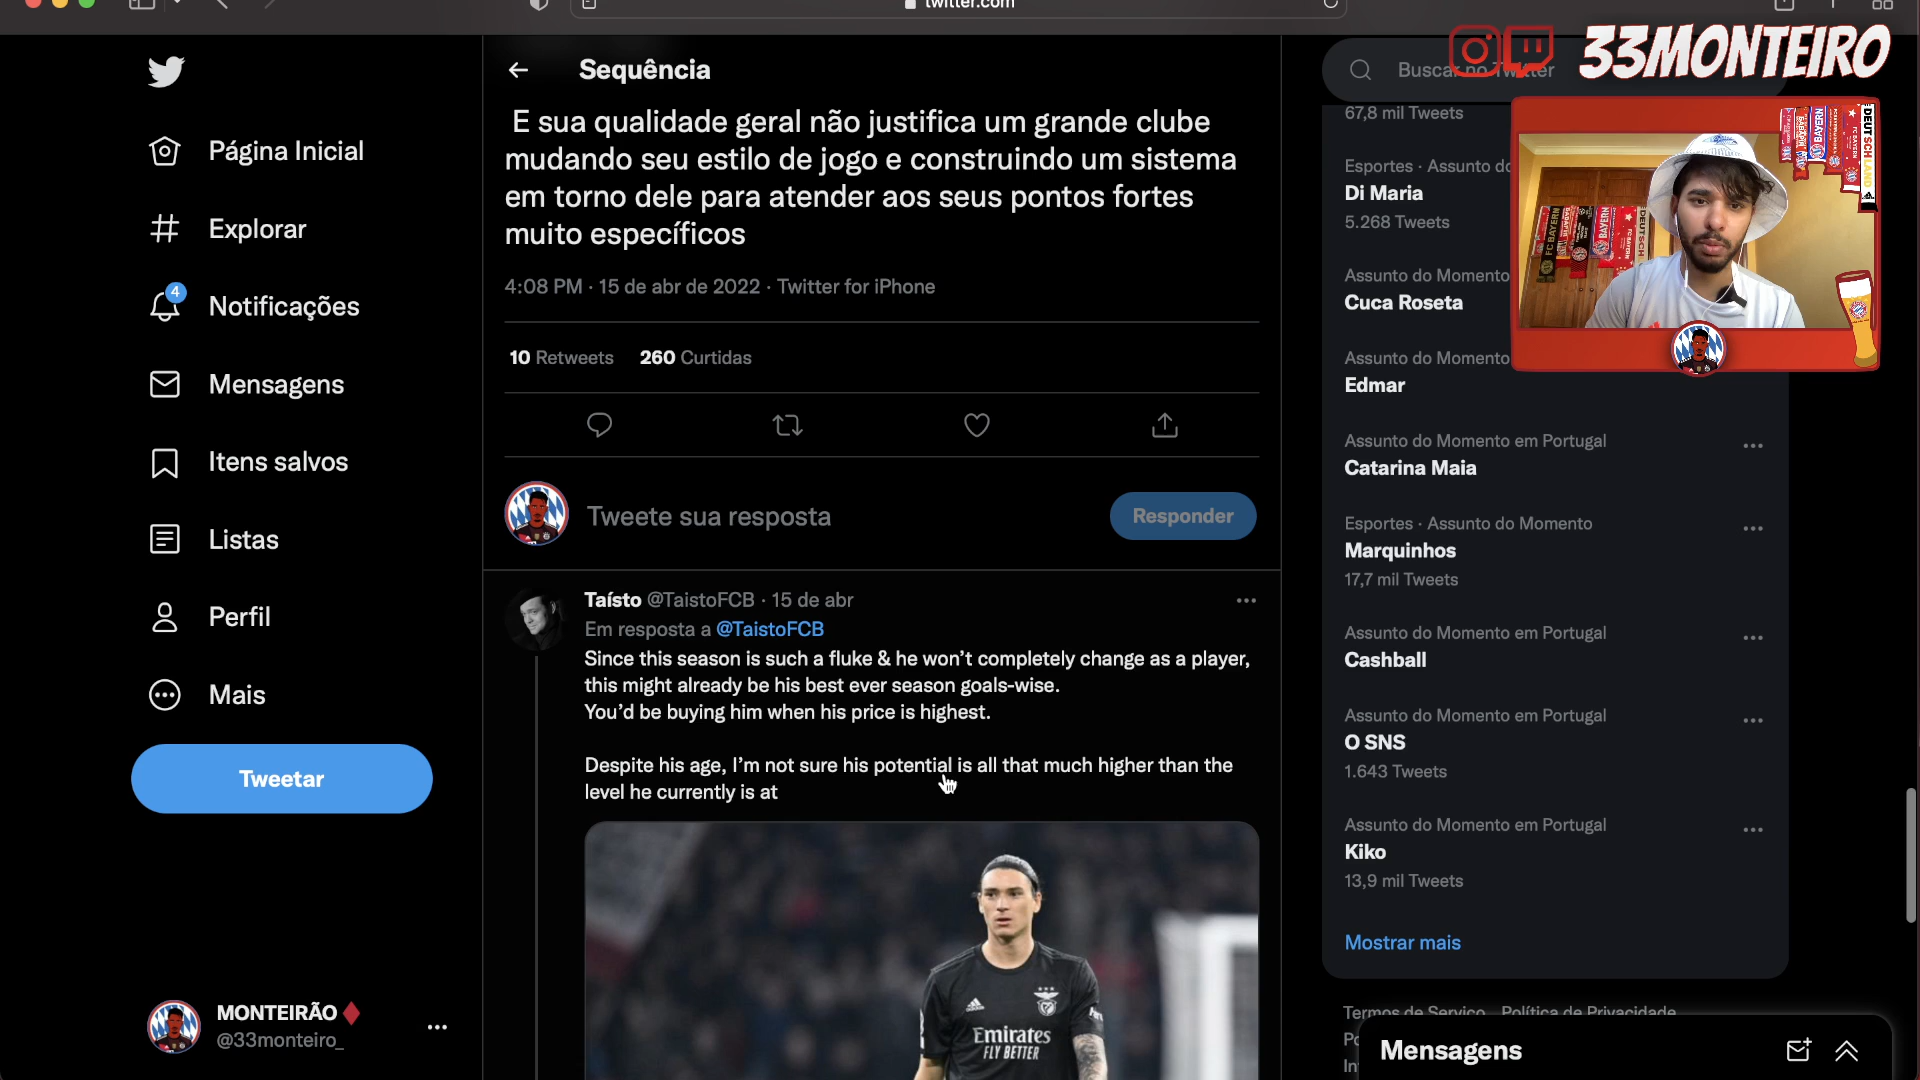 twitter.com
33MONTEIRO
Sequência
Buscar no Twitter
Página Inicial
Explorar
4
Notificações
Mensagens
Itens salvos
Listas
Perfil
Mais
Tweetar
MONTEIRÃO
@33monteiro_
E sua qualidade geral não justifica um grande clube
mudando seu estilo de jogo e construindo um sistema
em torno dele para atender aos seus pontos fortes
muito específicos
4:08 PM · 15 de abr de 2022 · Twitter for iPhone
10 Retweets 260 Curtidas
Tweete sua resposta
Responder
Taísto @TaistoFCB · 15 de abr
Em resposta a @TaistoFCB
Since this season is such a fluke & he won't completely change as a player,
this might already be his best ever season goals-wise.
You'd be buying him when his price is highest.
Despite his age, I'm not sure his potential is all that much higher than the
level he currently is at
Emirates
FLY BETTER
67,8 mil Tweets
Esportes · Assunto do
Di Maria
5.268 Tweets
Assunto do Momento
Cuca Roseta
Assunto do Momento
Edmar
Assunto do Momento em Portugal
Catarina Maia
Esportes · Assunto do Momento
Marquinhos
17,7 mil Tweets
Assunto do Momento em Portugal
Cashball
Assunto do Momento em Portugal
O SNS
1.643 Tweets
Assunto do Momento em Portugal
Kiko
13,9 mil Tweets
Mostrar mais
Termos de Serviço Política de Privacidade
Mensagens
DEUTSCHLAND
BAYERN
FC BAYERN
BAYERN